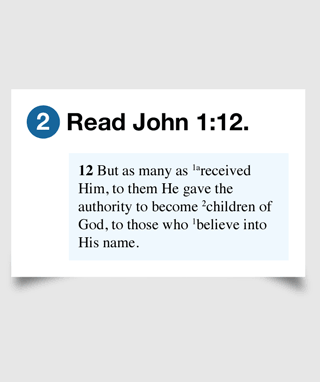 2 Read John 1:12.
12 But as many as ¹ᵃreceived
Him, to them He gave the
authority to become ²children of
God, to those who ¹believe into
His name.